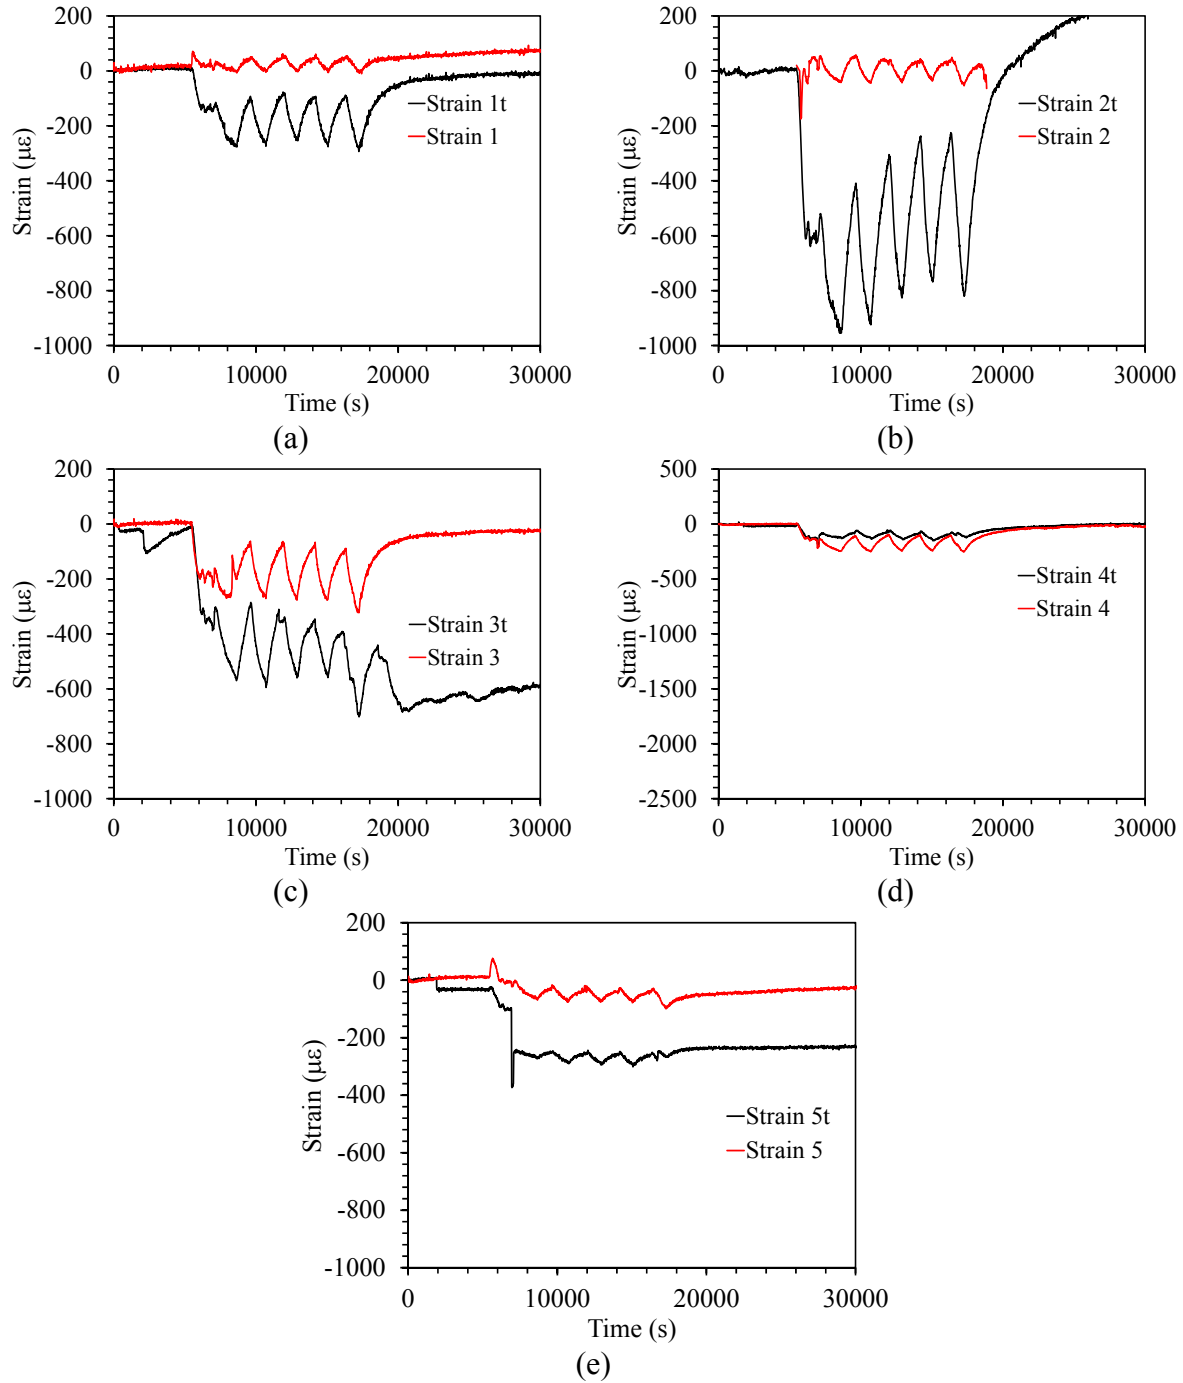 200
0
-200
-400
-600
-800
-1000
Strain (με)
Strain 1t
Strain 1
0
10000
20000
30000
Time (s)
(a)
200
0
-200
-400
-600
-800
-1000
Strain (με)
Strain 2t
Strain 2
0
10000
20000
30000
Time (s)
(b)
200
0
-200
-400
-600
-800
-1000
Strain (με)
Strain 3t
Strain 3
0
10000
20000
30000
Time (s)
(c)
500
0
-500
-1000
-1500
-2000
-2500
Strain (με)
Strain 4t
Strain 4
0
10000
20000
30000
Time (s)
(d)
200
0
-200
-400
-600
-800
-1000
Strain (με)
Strain 5t
Strain 5
0
10000
20000
30000
Time (s)
(e)